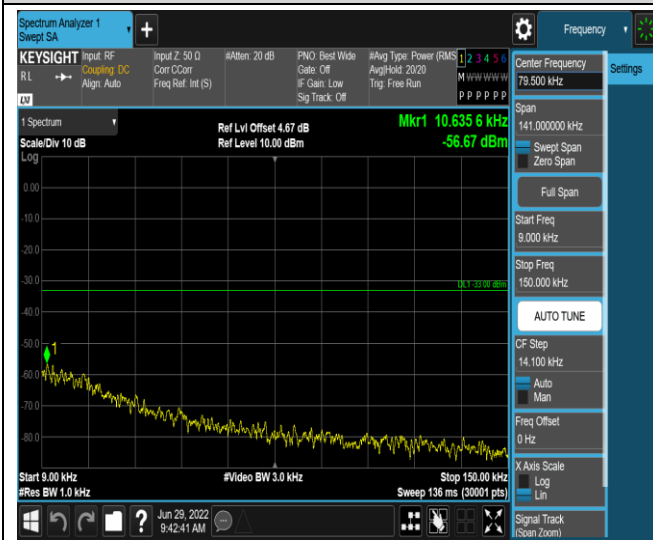 Spectrum Analyzer 1
Swept SA
+
Frequency
KEYSIGHT
RL
LXI
Input: RF
Coupling: DC
Align: Auto
Input Z: 50 Ω
Corr CCorr
Freq Ref: Int (S)
#Atten: 20 dB
PNO: Best Wide
Gate: Off
IF Gain: Low
Sig Track: Off
#Avg Type: Power (RMS
Avg|Hold: 20/20
Trig: Free Run
1 2 3 4 5 6
M W W W W W
P P P P P P
Center Frequency
79.500 kHz
Settings
1 Spectrum
Scale/Div 10 dB
Log
Ref Lvl Offset 4.67 dB
Ref Level 10.00 dBm
Mkr1 10.635 6 kHz
-56.67 dBm
Span
141.000000 kHz
Swept Span
Zero Span
Full Span
Start Freq
9.000 kHz
Stop Freq
150.000 kHz
AUTO TUNE
CF Step
14.100 kHz
Auto
Man
Freq Offset
0 Hz
X Axis Scale
Log
Lin
Signal Track
(Span Zoom)
0.00
-10.0
-20.0
-30.0
DL1 -33.00 dBm
-40.0
-50.0
1
-60.0
-70.0
-80.0
Start 9.00 kHz
#Res BW 1.0 kHz
#Video BW 3.0 kHz
Stop 150.00 kHz
Sweep 136 ms (30001 pts)
?
Jun 29, 2022
9:42:41 AM